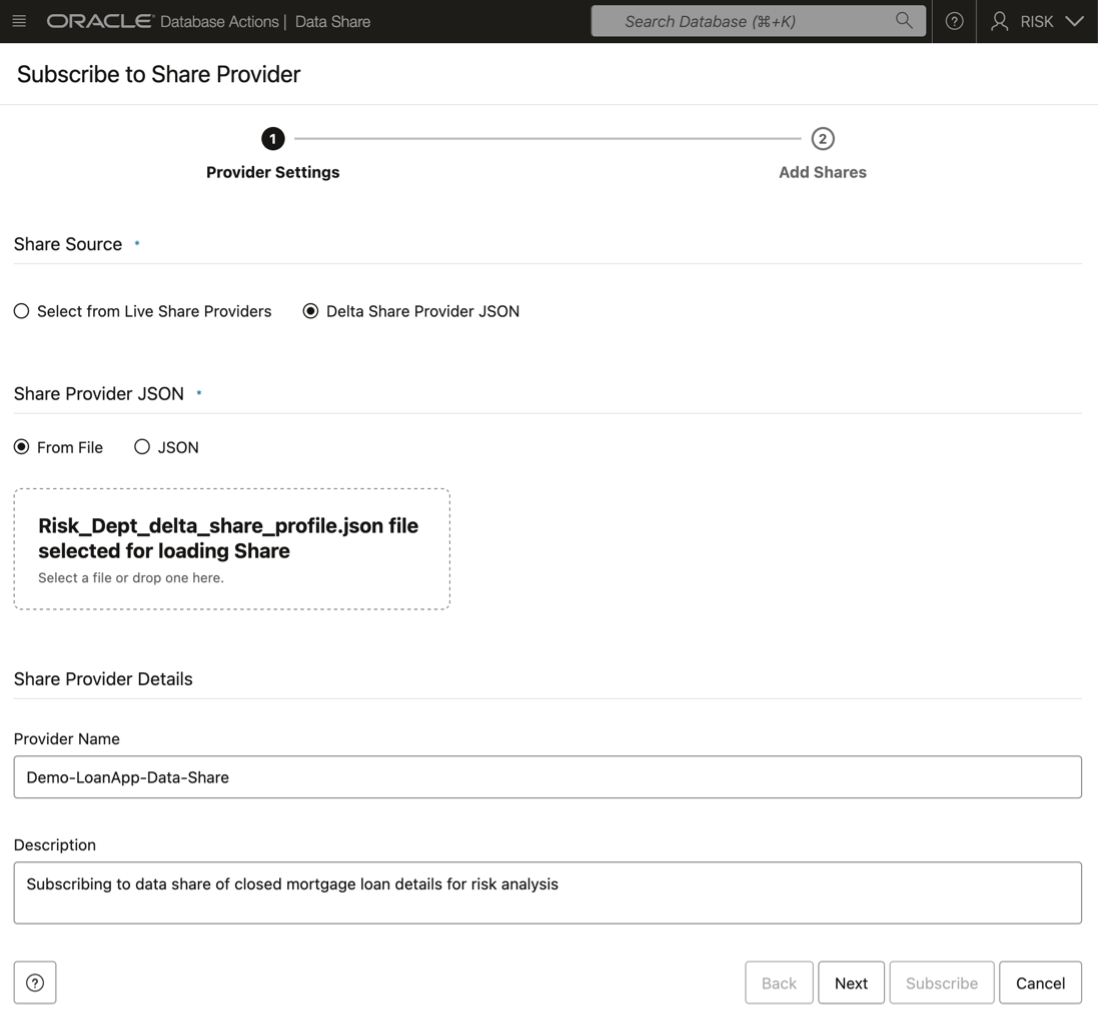 ORACLE Database Actions | Data Share
Search Database (⌘+K)
RISK
Subscribe to Share Provider
1
2
Provider Settings
Add Shares
Share Source
Select from Live Share Providers
Delta Share Provider JSON
Share Provider JSON
From File
JSON
Risk_Dept_delta_share_profile.json file
selected for loading Share
Select a file or drop one here.
Share Provider Details
Provider Name
Demo-LoanApp-Data-Share
Description
Subscribing to data share of closed mortgage loan details for risk analysis
Back
Next
Subscribe
Cancel